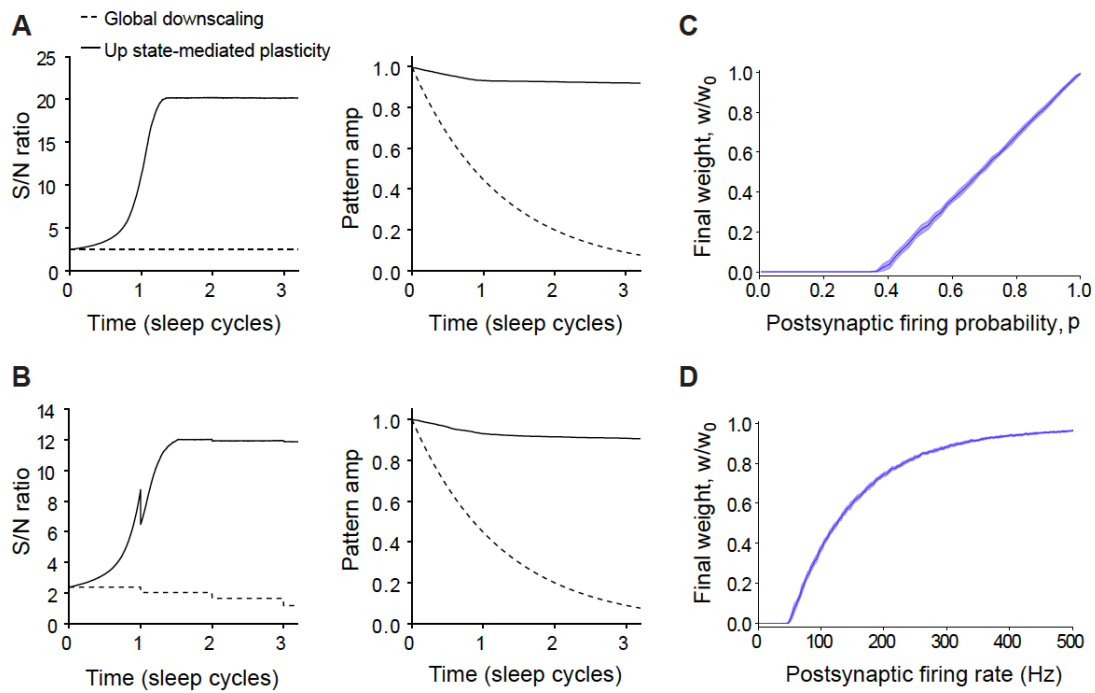 A
Global downscaling
Up state-mediated plasticity
25
20
15
10
5
0
S/N ratio
0 1 2 3
Time (sleep cycles)
1.0
0.8
0.6
0.4
0.2
0.0
Pattern amp
0 1 2 3
Time (sleep cycles)
B
14
12
10
8
6
4
2
0
S/N ratio
0 1 2 3
Time (sleep cycles)
1.0
0.8
0.6
0.4
0.2
0.0
Pattern amp
0 1 2 3
Time (sleep cycles)
C
1.0
0.8
0.6
0.4
0.2
0.0
Final weight, w/w₀
0.0 0.2 0.4 0.6 0.8 1.0
Postsynaptic firing probability, p
D
1.0
0.8
0.6
0.4
0.2
0.0
Final weight, w/w₀
0 100 200 300 400 500
Postsynaptic firing rate (Hz)